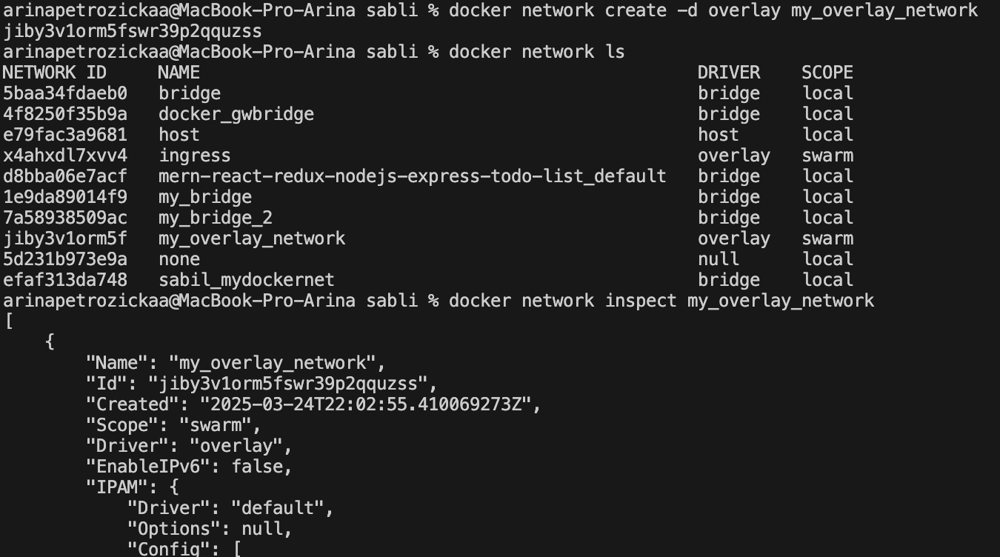 arinapetrozickaa@MacBook-Pro-Arina sabli % docker network create -d overlay my_overlay_network
jiby3v1orm5fswr39p2qquzss
arinapetrozickaa@MacBook-Pro-Arina sabli % docker network ls
NETWORK ID     NAME                                              DRIVER    SCOPE
5baa34fdaeb0   bridge                                            bridge    local
4f8250f35b9a   docker_gwbridge                                   bridge    local
e79fac3a9681   host                                              host      local
x4ahxdl7xvv4   ingress                                           overlay   swarm
d8bba06e7acf   mern-react-redux-nodejs-express-todo-list_default   bridge    local
1e9da89014f9   my_bridge                                         bridge    local
7a58938509ac   my_bridge_2                                       bridge    local
jiby3v1orm5f   my_overlay_network                                overlay   swarm
5d231b973e9a   none                                              null      local
efaf313da748   sabil_mydockernet                                 bridge    local
arinapetrozickaa@MacBook-Pro-Arina sabli % docker network inspect my_overlay_network
[
    {
        "Name": "my_overlay_network",
        "Id": "jiby3v1orm5fswr39p2qquzss",
        "Created": "2025-03-24T22:02:55.410069273Z",
        "Scope": "swarm",
        "Driver": "overlay",
        "EnableIPv6": false,
        "IPAM": {
            "Driver": "default",
            "Options": null,
            "Config": [